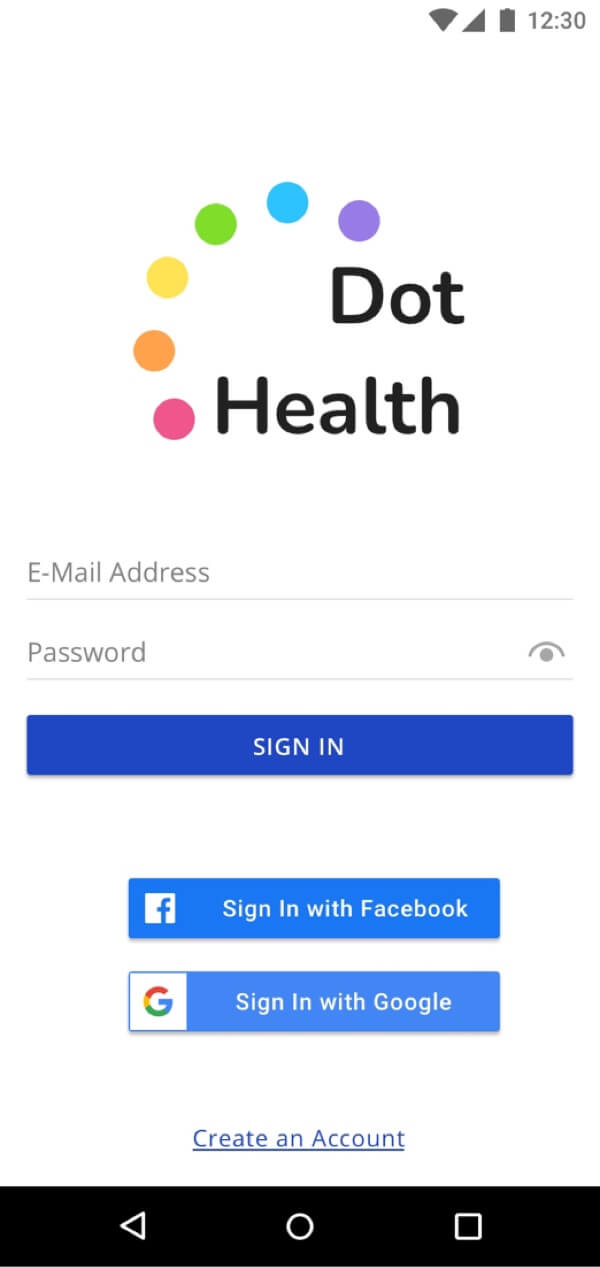 12:30
Dot
Health
E-Mail Address
Password
SIGN IN
Sign In with Facebook
Sign In with Google
Create an Account